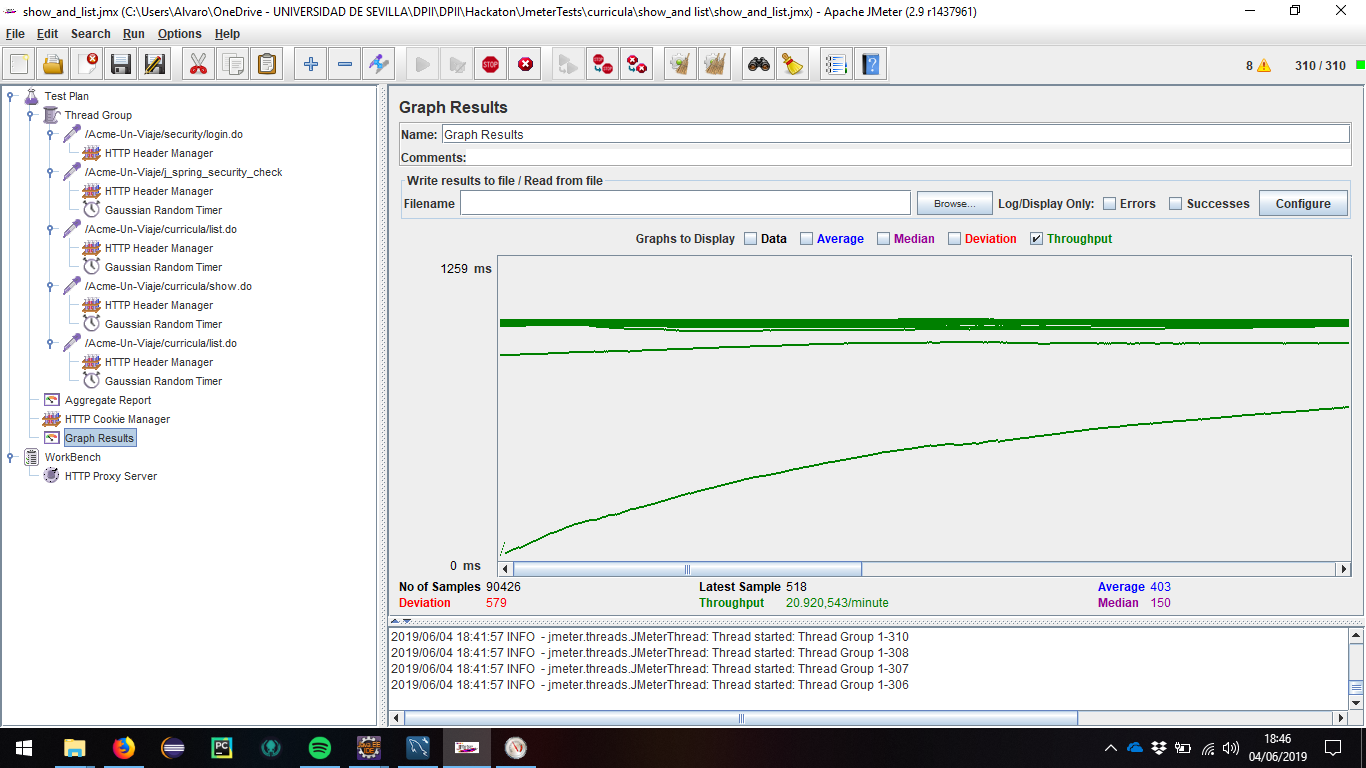 show_and_list.jmx (C:\Users\Alvaro\OneDrive - UNIVERSIDAD DE SEVILLA\DPII\DPII\Hackaton\JmeterTests\curricula\show_and list\show_and_list.jmx) - Apache JMeter (2.9 r1437961)
File Edit Search Run Options Help
STOP
8 310 / 310
Test Plan
Thread Group
/Acme-Un-Viaje/security/login.do
HTTP Header Manager
/Acme-Un-Viaje/j_spring_security_check
HTTP Header Manager
Gaussian Random Timer
/Acme-Un-Viaje/curricula/list.do
HTTP Header Manager
Gaussian Random Timer
/Acme-Un-Viaje/curricula/show.do
HTTP Header Manager
Gaussian Random Timer
/Acme-Un-Viaje/curricula/list.do
HTTP Header Manager
Gaussian Random Timer
Aggregate Report
HTTP Cookie Manager
Graph Results
WorkBench
HTTP Proxy Server
Graph Results
Name: Graph Results
Comments:
Write results to file / Read from file
Filename Browse... Log/Display Only: Errors Successes Configure
Graphs to Display Data Average Median Deviation Throughput
1259 ms
0 ms
No of Samples 90426 Latest Sample 518 Average 403
Deviation 579 Throughput 20.920,543/minute Median 150
2019/06/04 18:41:57 INFO - jmeter.threads.JMeterThread: Thread started: Thread Group 1-310
2019/06/04 18:41:57 INFO - jmeter.threads.JMeterThread: Thread started: Thread Group 1-308
2019/06/04 18:41:57 INFO - jmeter.threads.JMeterThread: Thread started: Thread Group 1-307
2019/06/04 18:41:57 INFO - jmeter.threads.JMeterThread: Thread started: Thread Group 1-306
PC
18:46
04/06/2019